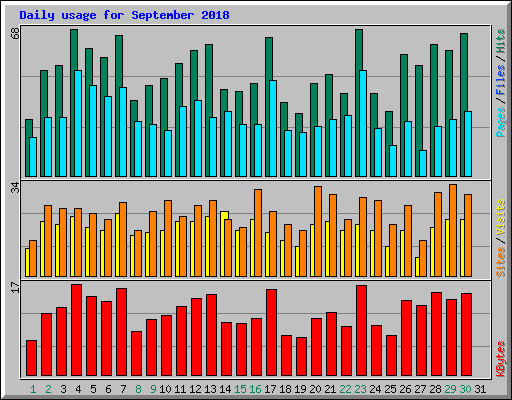 Daily usage for September 2018
68
Pages / Files / Hits
34
Sites / Visits
17
KBytes
1 2 3 4 5 6 7 8 9 10 11 12 13 14 15 16 17 18 19 20 21 22 23 24 25 26 27 28 29 30 31